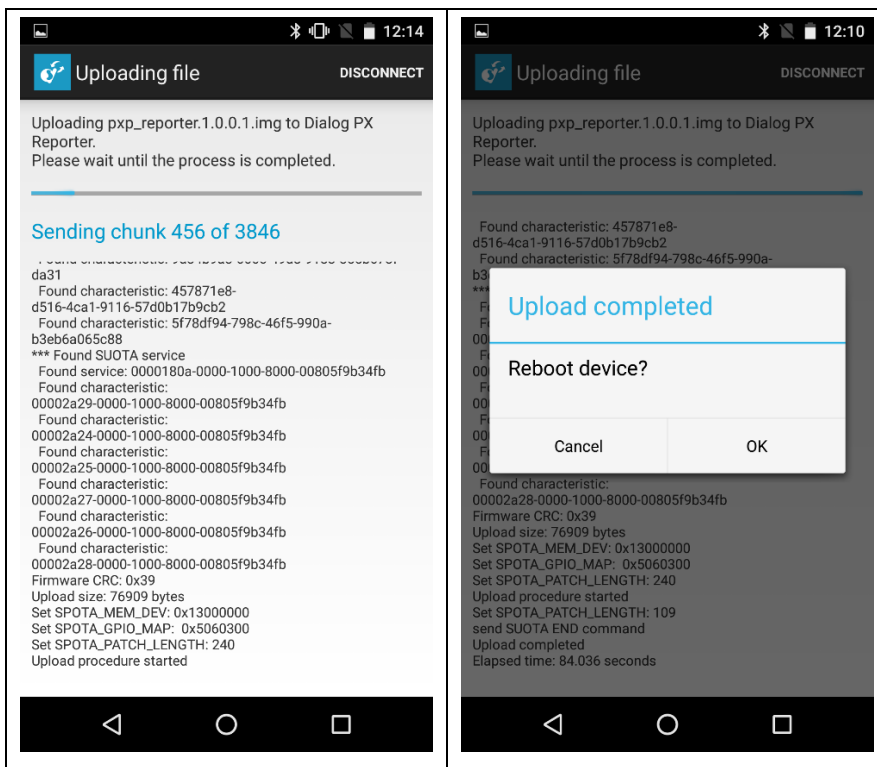 12:14
Uploading file DISCONNECT
Uploading pxp_reporter.1.0.0.1.img to Dialog PX
Reporter.
Please wait until the process is completed.
Sending chunk 456 of 3846
da31
Found characteristic: 457871e8-
d516-4ca1-9116-57d0b17b9cb2
Found characteristic: 5f78df94-798c-46f5-990a-
b3eb6a065c88
*** Found SUOTA service
Found service: 0000180a-0000-1000-8000-00805f9b34fb
Found characteristic:
00002a29-0000-1000-8000-00805f9b34fb
Found characteristic:
00002a24-0000-1000-8000-00805f9b34fb
Found characteristic:
00002a25-0000-1000-8000-00805f9b34fb
Found characteristic:
00002a27-0000-1000-8000-00805f9b34fb
Found characteristic:
00002a26-0000-1000-8000-00805f9b34fb
Found characteristic:
00002a28-0000-1000-8000-00805f9b34fb
Firmware CRC: 0x39
Upload size: 76909 bytes
Set SPOTA_MEM_DEV: 0x13000000
Set SPOTA_GPIO_MAP: 0x5060300
Set SPOTA_PATCH_LENGTH: 240
Upload procedure started
12:10
Uploading file DISCONNECT
Uploading pxp_reporter.1.0.0.1.img to Dialog PX
Reporter.
Please wait until the process is completed.
Found characteristic: 457871e8-
d516-4ca1-9116-57d0b17b9cb2
Found characteristic: 5f78df94-798c-46f5-990a-
Upload completed
Reboot device?
Cancel OK
Found characteristic:
00002a28-0000-1000-8000-00805f9b34fb
Firmware CRC: 0x39
Upload size: 76909 bytes
Set SPOTA_MEM_DEV: 0x13000000
Set SPOTA_GPIO_MAP: 0x5060300
Set SPOTA_PATCH_LENGTH: 240
Upload procedure started
Set SPOTA_PATCH_LENGTH: 109
send SUOTA END command
Upload completed
Elapsed time: 84.036 seconds